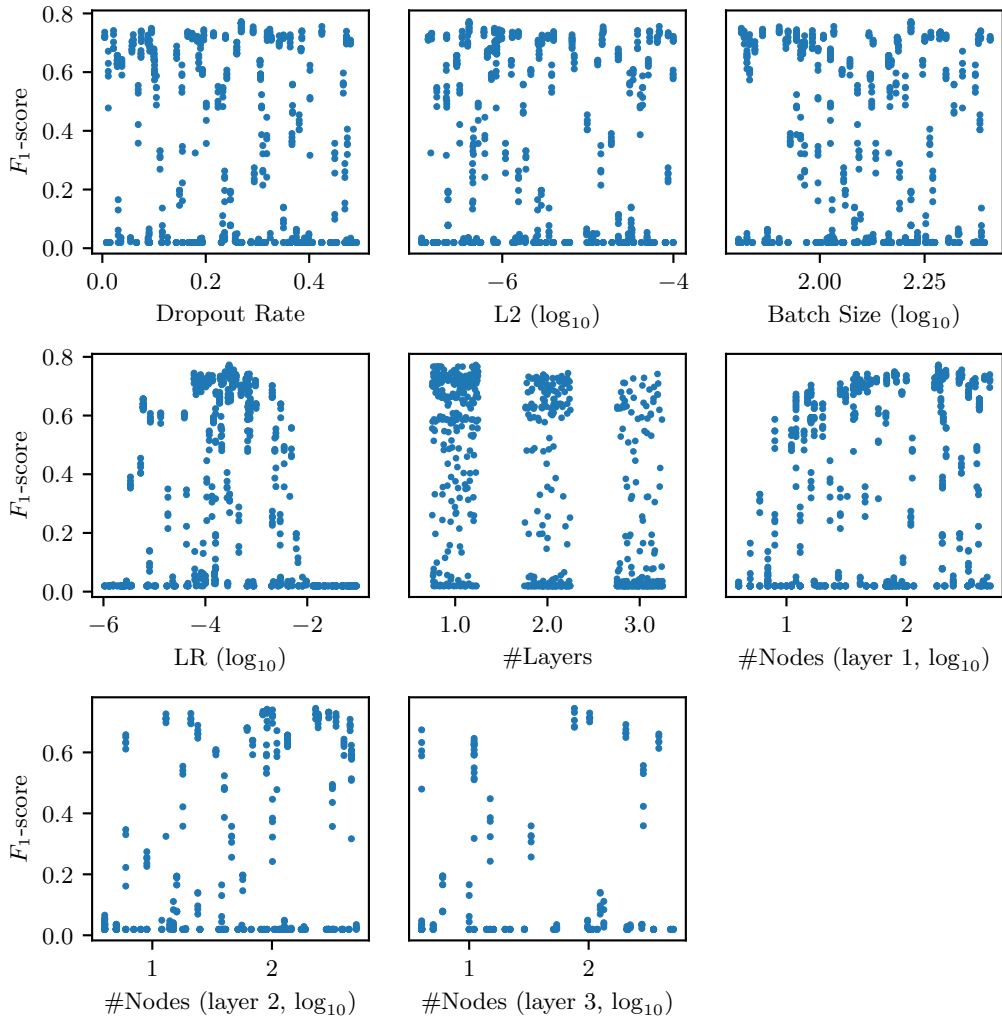 0.8
0.6
0.4
0.2
0.0
F₁-score
0.0 0.2 0.4
Dropout Rate
−6 −4
L2 (log₁₀)
2.00 2.25
Batch Size (log₁₀)
0.8
0.6
0.4
0.2
0.0
F₁-score
−6 −4 −2
LR (log₁₀)
1.0 2.0 3.0
#Layers
1 2
#Nodes (layer 1, log₁₀)
0.6
0.4
0.2
0.0
F₁-score
1 2
#Nodes (layer 2, log₁₀)
1 2
#Nodes (layer 3, log₁₀)